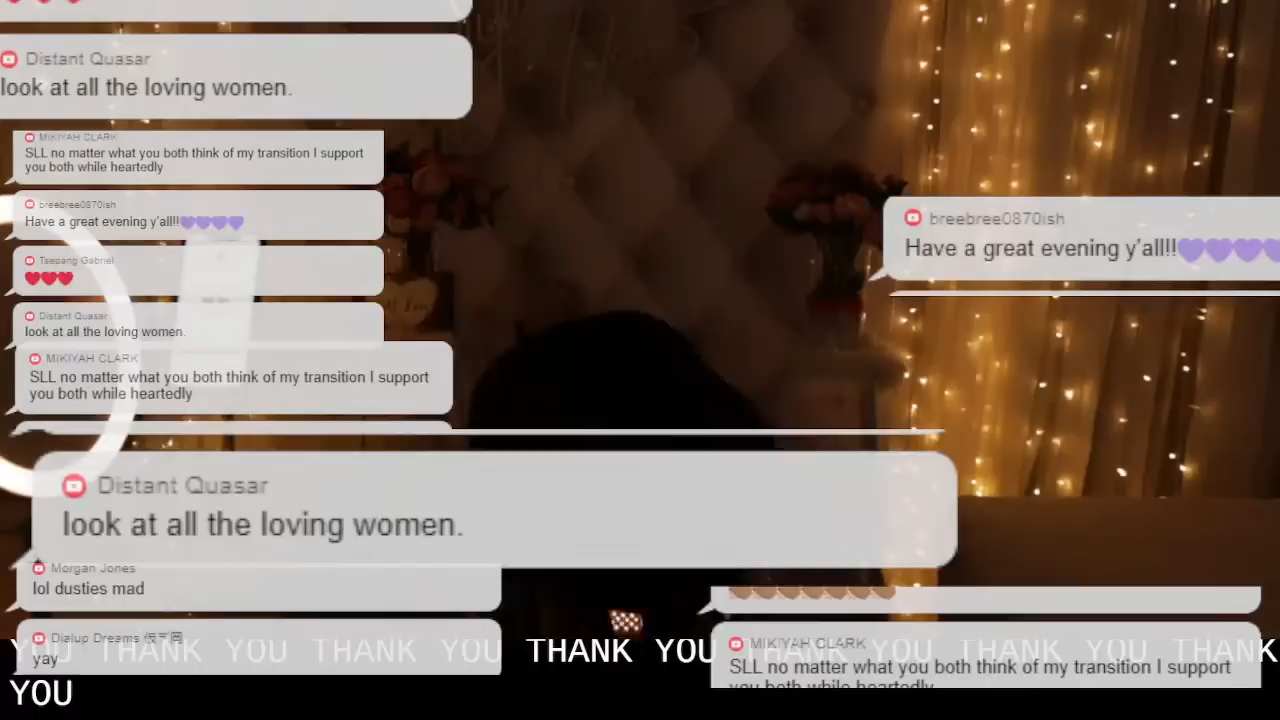 Distant Quasar
look at all the loving women.
MIKIYAH CLARK
SLL no matter what you both think of my transition I support
you both while heartedly
breebree0870ish
Have a great evening y'all!!💜💜💜💜
Tsepang Gabriel
❤❤❤
Distant Quasar
look at all the loving women.
MIKIYAH CLARK
SLL no matter what you both think of my transition I support
you both while heartedly
breebree0870ish
Have a great evening y'all!!💜💜💜💜
Distant Quasar
look at all the loving women.
Morgan Jones
lol dusties mad
Dialup Dreams
yay
MIKIYAH CLARK
SLL no matter what you both think of my transition I support
you both while heartedly
YOU THANK YOU THANK YOU THANK YOU THANK YOU THANK
YOU